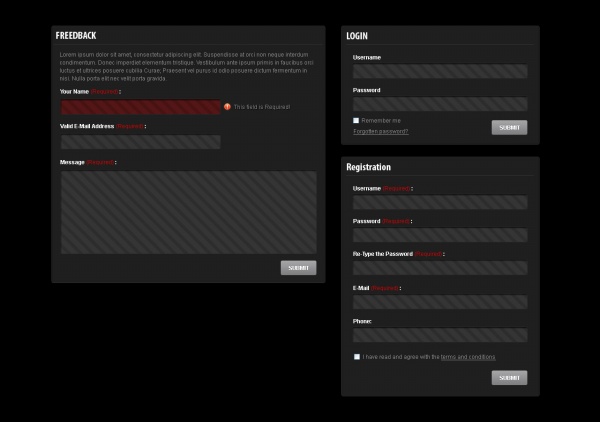 FREEDBACK
Lorem ipsum dolor sit amet, consectetur adipiscing elit. Suspendisse at orci non neque interdum
condimentum. Donec imperdiet elementum tristique. Vestibulum ante ipsum primis in faucibus orci
luctus et ultrices posuere cubilia Curae; Praesent vel purus id odio posuere dictum fermentum in
nisi. Nulla porta elit nec velit porta gravida.
Your Name (Required) :
This field is Required!
Valid E-Mail Address (Required) :
Message (Required) :
SUBMIT
LOGIN
Username
Password
Remember me
Forgotten password?
SUBMIT
Registration
Username (Required) :
Password (Required) :
Re-Type the Password (Required) :
E-Mail (Required) :
Phone:
I have read and agree with the terms and conditions.
SUBMIT